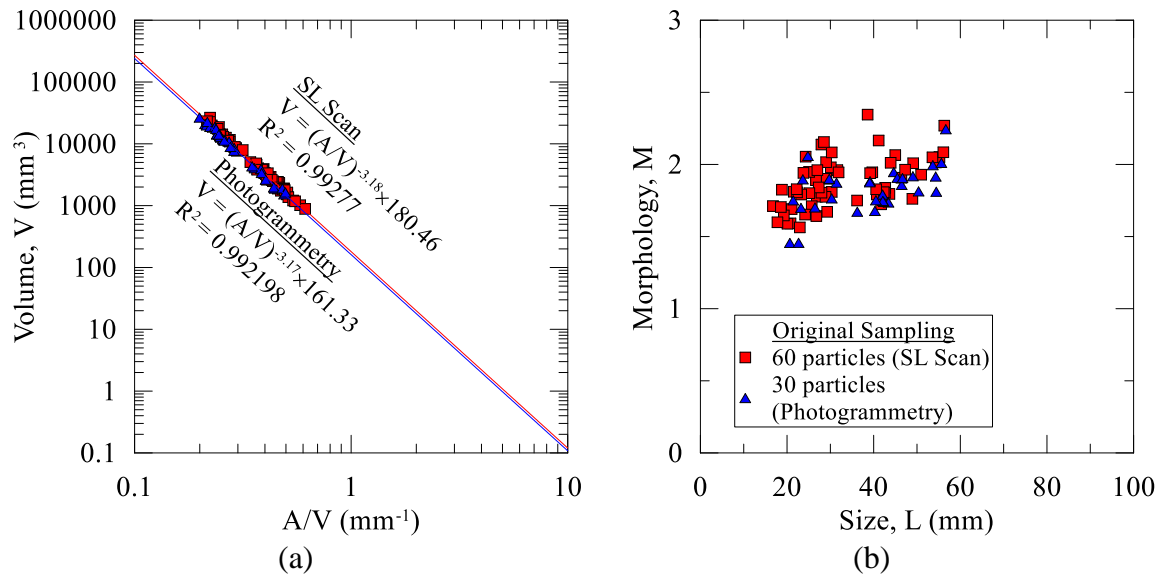 1000000
100000
10000
1000
100
10
1
0.1
Volume, V (mm³)
SL Scan
V = (A/V)⁻³·¹⁸×180.46
R² = 0.99277
Photogrammetry
V = (A/V)⁻³·¹⁷×161.33
R² = 0.992198
0.1 1 10
A/V (mm⁻¹)
(a)
3
2
1
0
Morphology, M
Original Sampling
60 particles (SL Scan)
30 particles
(Photogrammetry)
0 20 40 60 80 100
Size, L (mm)
(b)